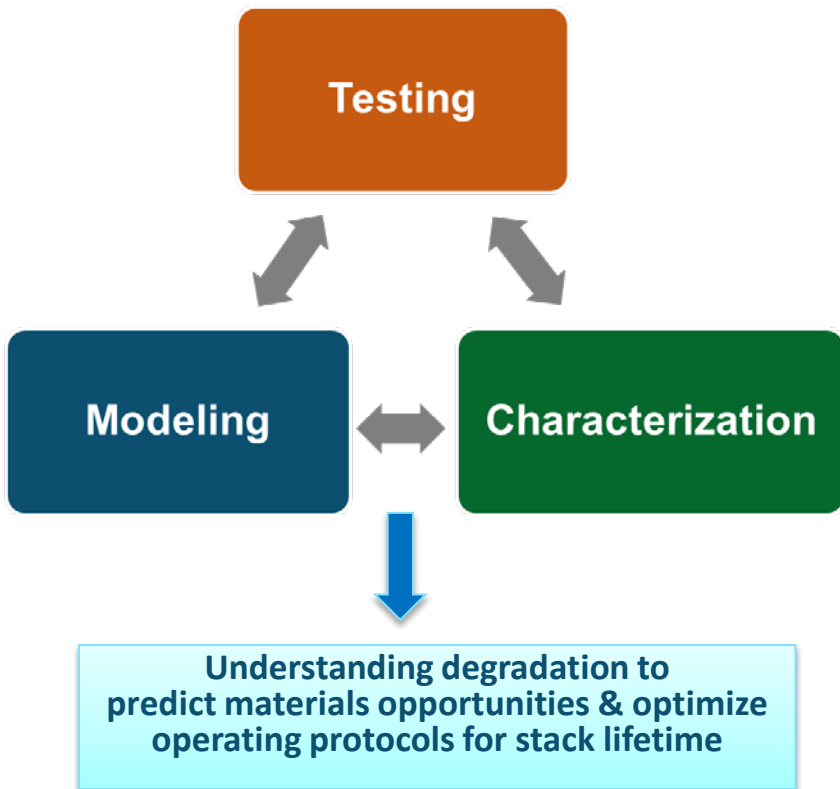 Testing
Modeling
Characterization
Understanding degradation to
predict materials opportunities & optimize
operating protocols for stack lifetime